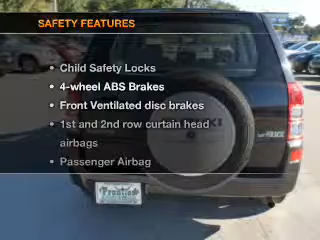 SAFETY FEATURES
• Child Safety Locks
• 4-wheel ABS Brakes
• Front Ventilated disc brakes
• 1st and 2nd row curtain head
airbags
• Passenger Airbag
Frontier